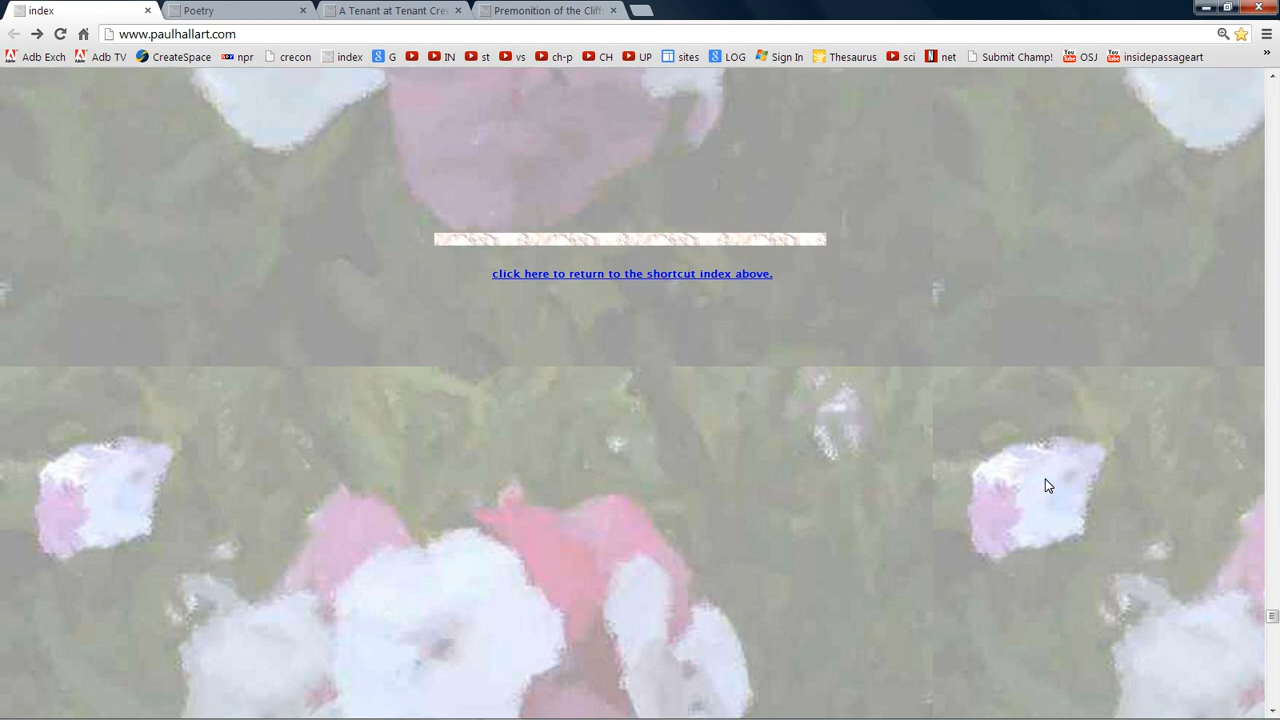 index
Poetry
A Tenant at Tenant Cre
Premonition of the Cliff
www.paulhallart.com
Adb Exch Adb TV CreateSpace npr crecon index G IN st vs ch-p CH UP sites LOG Sign In Thesaurus sci net Submit Champ! OSJ insidepassageart
click here to return to the shortcut index above.